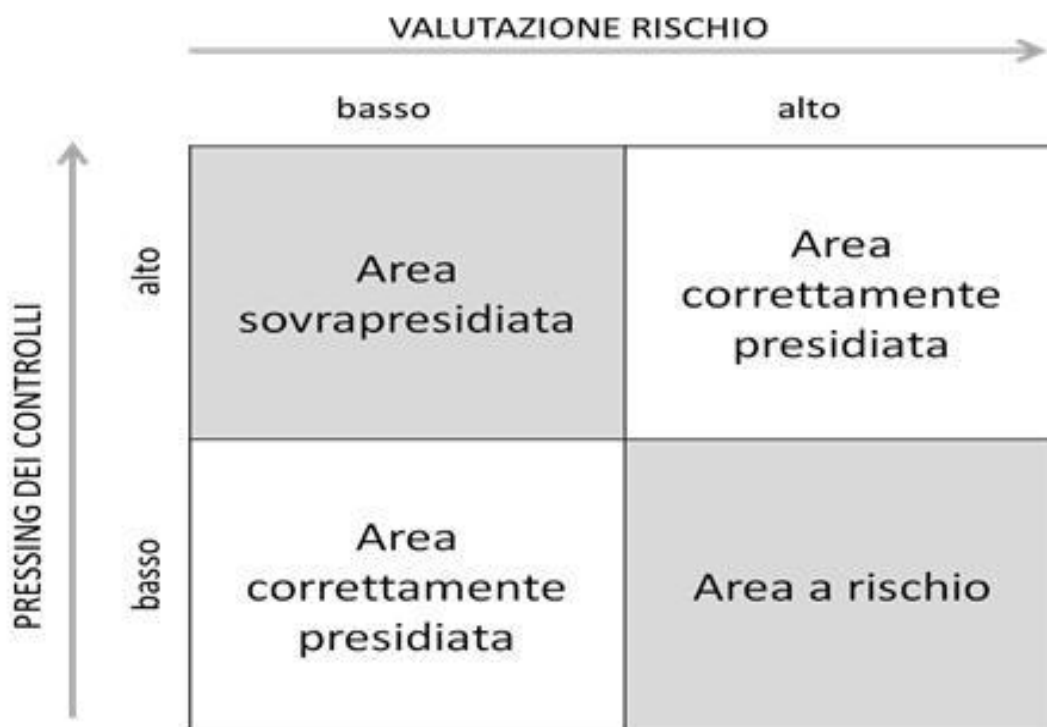 VALUTAZIONE RISCHIO
basso
alto
PRESSING DEI CONTROLLI
alto
Area
sovrapresidiata
Area
correttamente
presidiata
basso
Area
correttamente
presidiata
Area a rischio